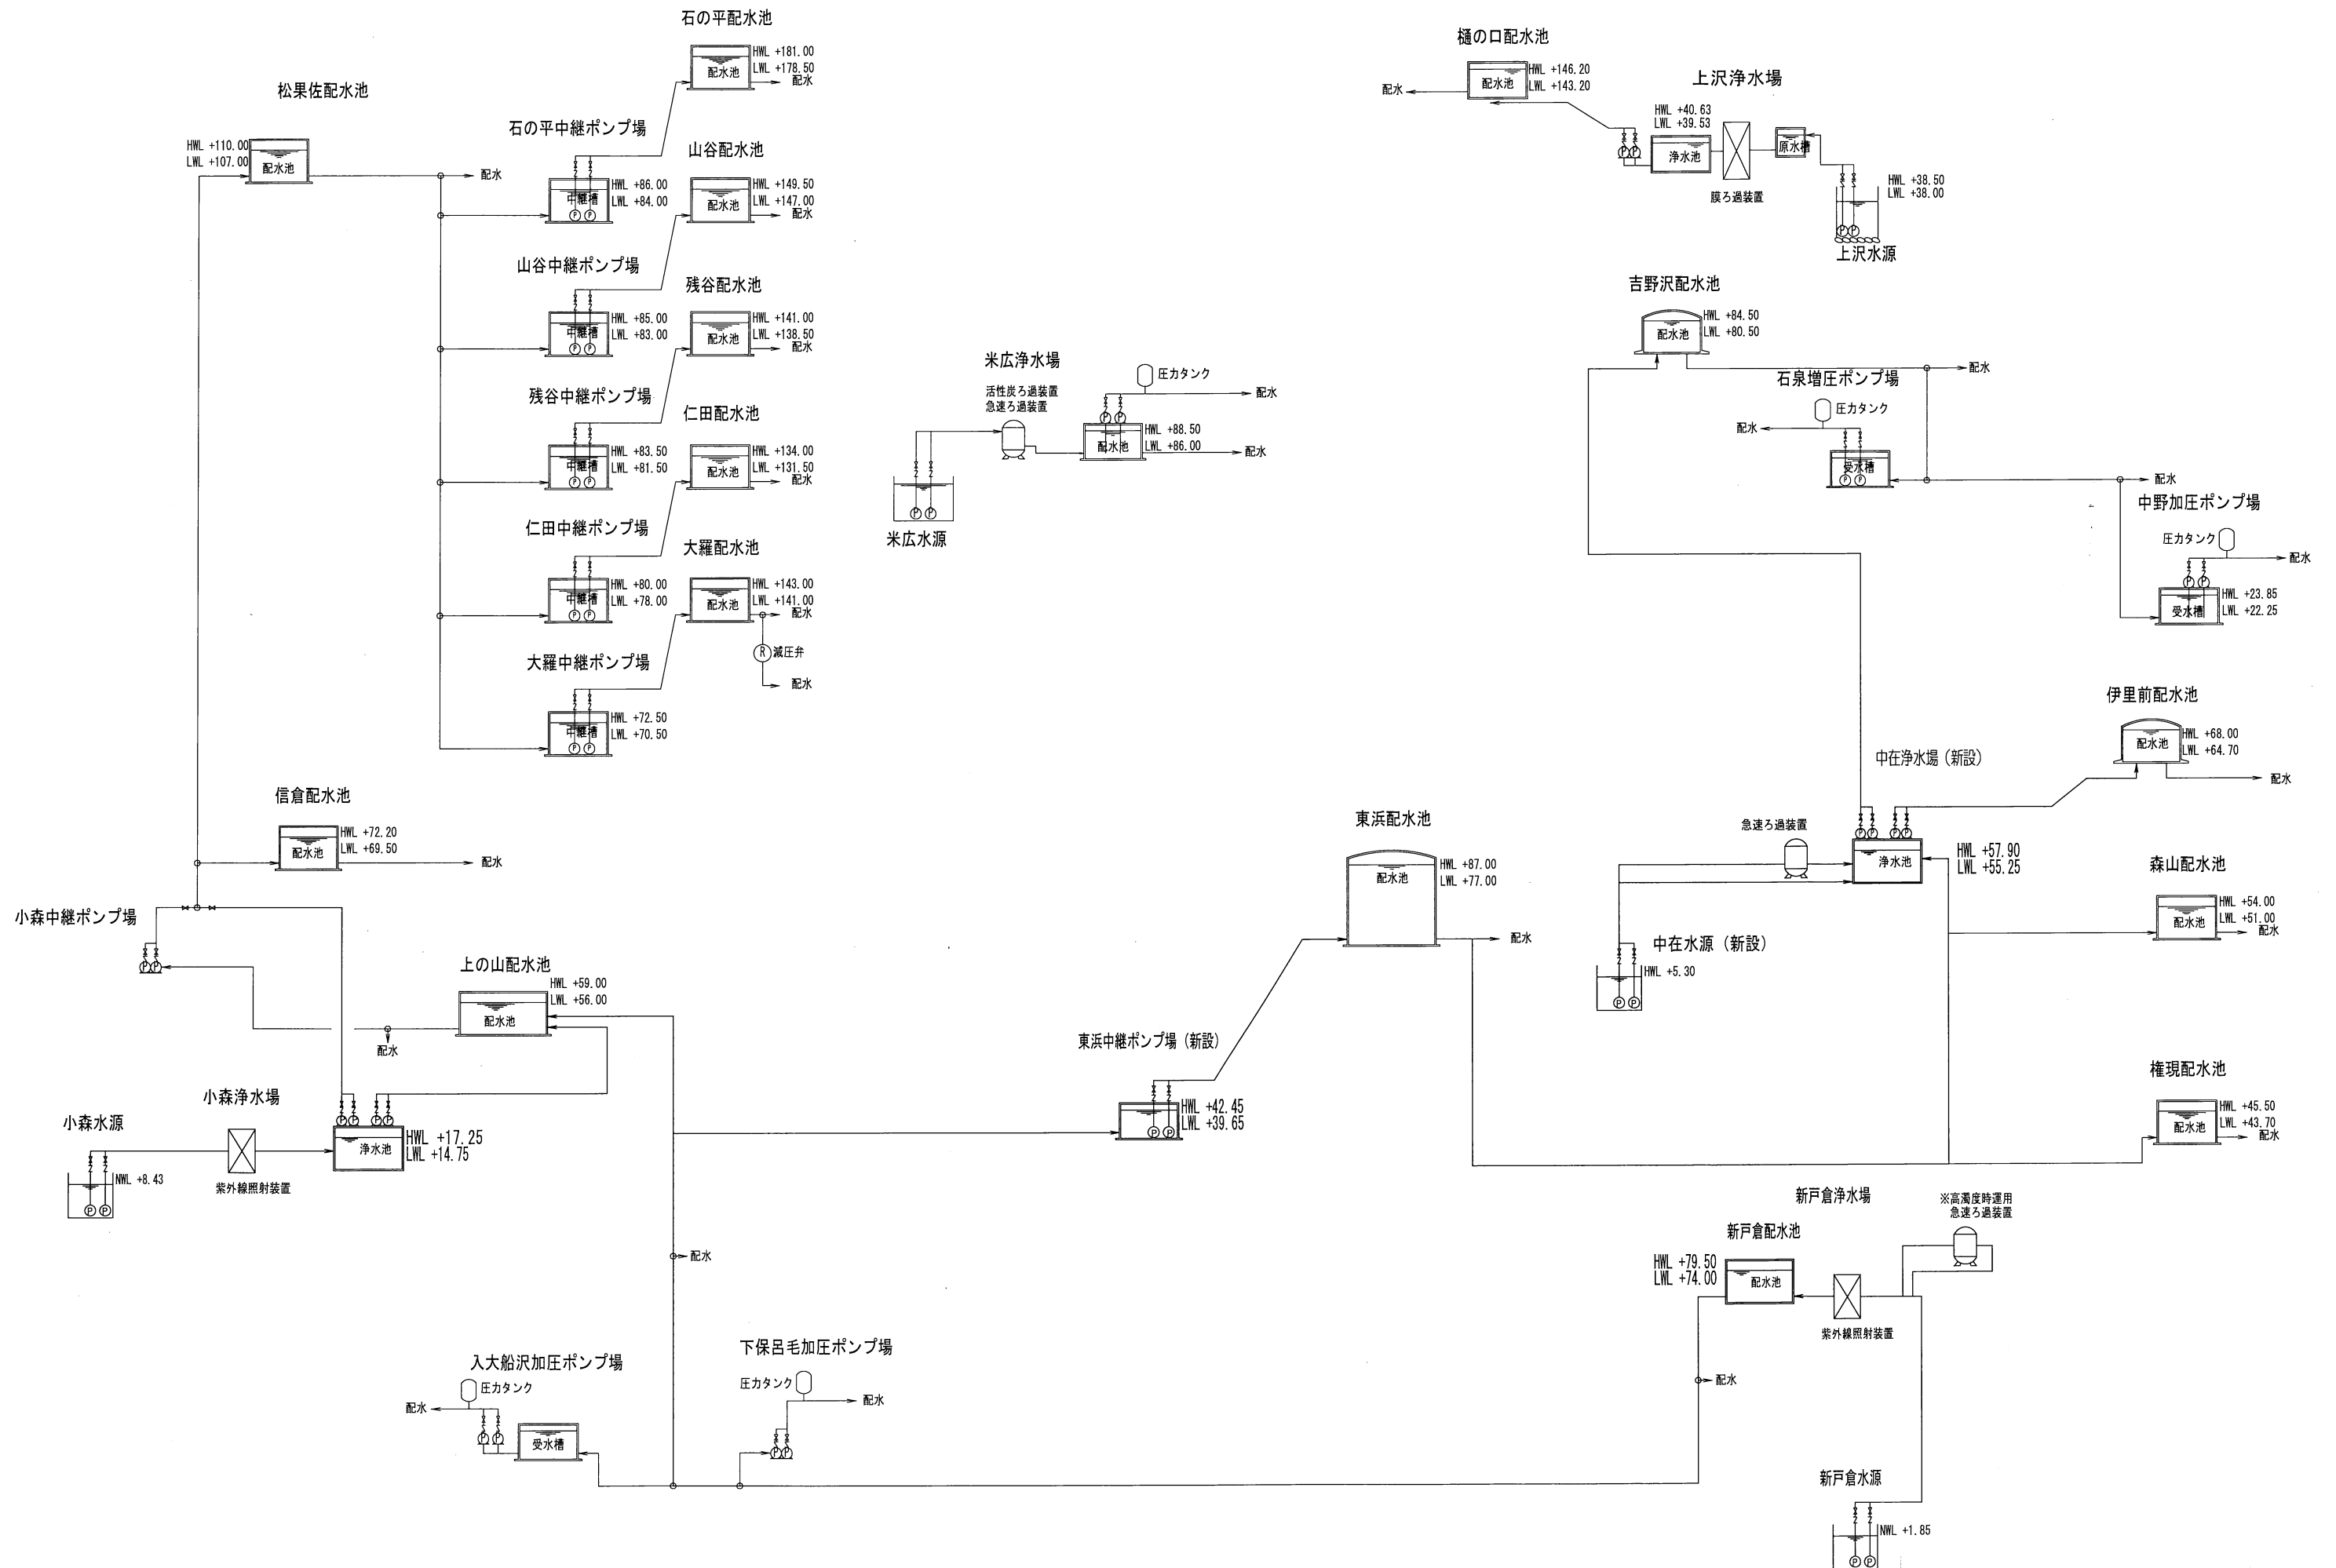 石の平配水池
配水池
HWL +181.00
LWL +178.50
配水
松果佐配水池
HWL +110.00
LWL +107.00
配水池
配水
石の平中継ポンプ場
中継槽
P P
HWL +86.00
LWL +84.00
山谷配水池
配水池
HWL +149.50
LWL +147.00
配水
山谷中継ポンプ場
中継槽
P P
HWL +85.00
LWL +83.00
残谷配水池
配水池
HWL +141.00
LWL +138.50
配水
残谷中継ポンプ場
中継槽
P P
HWL +83.50
LWL +81.50
仁田配水池
配水池
HWL +134.00
LWL +131.50
配水
仁田中継ポンプ場
中継槽
P P
HWL +80.00
LWL +78.00
大羅配水池
配水池
HWL +143.00
LWL +141.00
配水
R 減圧弁
配水
大羅中継ポンプ場
中継槽
P P
HWL +72.50
LWL +70.50
樋の口配水池
配水池
HWL +146.20
LWL +143.20
配水
上沢浄水場
HWL +40.63
LWL +39.53
P P
浄水池
膜ろ過装置
原水槽
HWL +38.50
LWL +38.00
P P
上沢水源
吉野沢配水池
配水池
HWL +84.50
LWL +80.50
配水
石泉増圧ポンプ場
圧力タンク
配水
受水槽
P P
配水
中野加圧ポンプ場
圧力タンク
配水
P P
受水槽
HWL +23.85
LWL +22.25
米広浄水場
活性炭ろ過装置
急速ろ過装置
圧力タンク
配水
P P
配水池
HWL +88.50
LWL +86.00
配水
P P
米広水源
伊里前配水池
配水池
HWL +68.00
LWL +64.70
配水
中在浄水場(新設)
急速ろ過装置
P P P P
浄水池
HWL +57.90
LWL +55.25
中在水源(新設)
HWL +5.30
P P
森山配水池
配水池
HWL +54.00
LWL +51.00
配水
権現配水池
配水池
HWL +45.50
LWL +43.70
配水
信倉配水池
配水池
HWL +72.20
LWL +69.50
配水
小森中継ポンプ場
P P
上の山配水池
配水池
HWL +59.00
LWL +56.00
配水
小森浄水場
小森水源
NWL +8.43
P P
紫外線照射装置
P P P P
浄水池
HWL +17.25
LWL +14.75
東浜配水池
配水池
HWL +87.00
LWL +77.00
配水
東浜中継ポンプ場(新設)
P P
HWL +42.45
LWL +39.65
配水
新戸倉浄水場
※高濁度時運用
急速ろ過装置
新戸倉配水池
HWL +79.50
LWL +74.00
配水池
紫外線照射装置
配水
新戸倉水源
NWL +1.85
P P
入大船沢加圧ポンプ場
圧力タンク
配水
P P
受水槽
下保呂毛加圧ポンプ場
圧力タンク
配水
P P